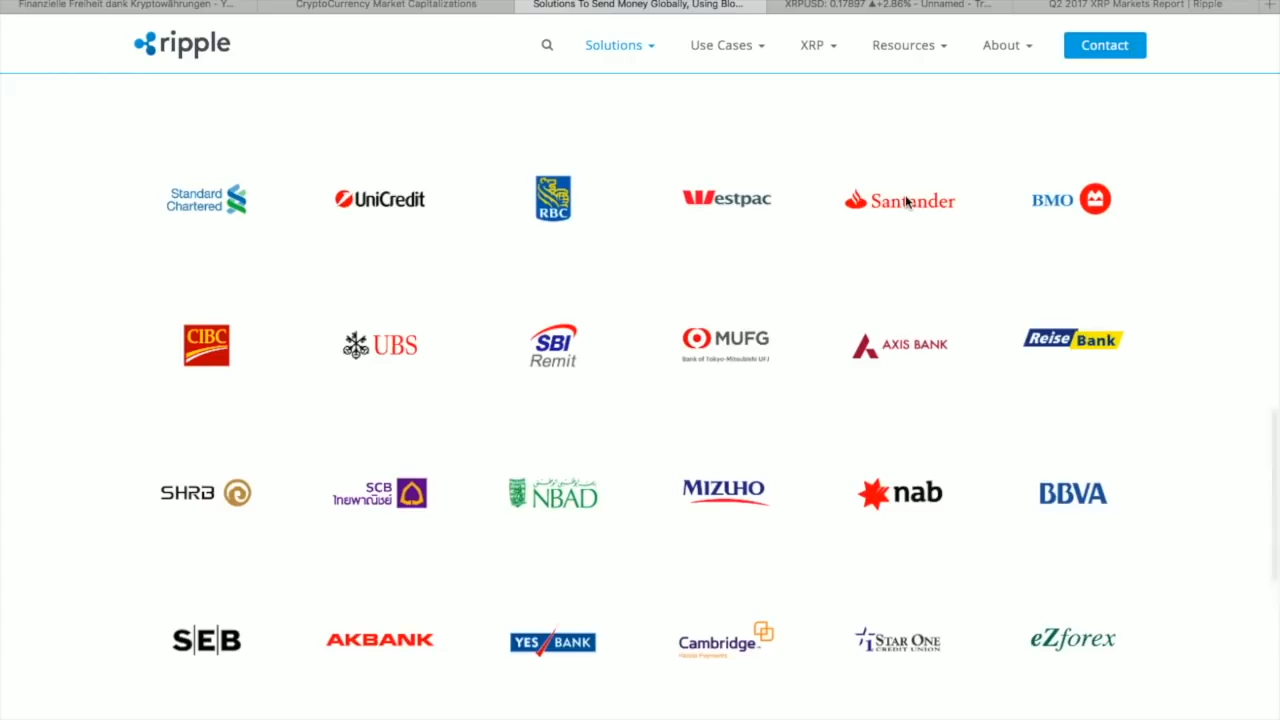 Finanzielle Freiheit dank Kryptowährungen - Y...
CryptoCurrency Market Capitalizations
Solutions To Send Money Globally, Using Blo...
XRPUSD: 0.17897 ▲+2.86% - Unnamed - Tr...
Q2 2017 XRP Markets Report | Ripple
ripple
Solutions
Use Cases
XRP
Resources
About
Contact
Standard
Chartered
UniCredit
RBC
Westpac
Santander
BMO
CIBC
UBS
SBI
Remit
MUFG
Bank of Tokyo-Mitsubishi UFJ
AXIS BANK
ReiseBank
SHRB
SCB
ไทยพาณิชย์
NBAD
MIZUHO
nab
BBVA
SEB
AKBANK
YES BANK
Cambridge
Global Payments
STAR ONE
CREDIT UNION
eZforex